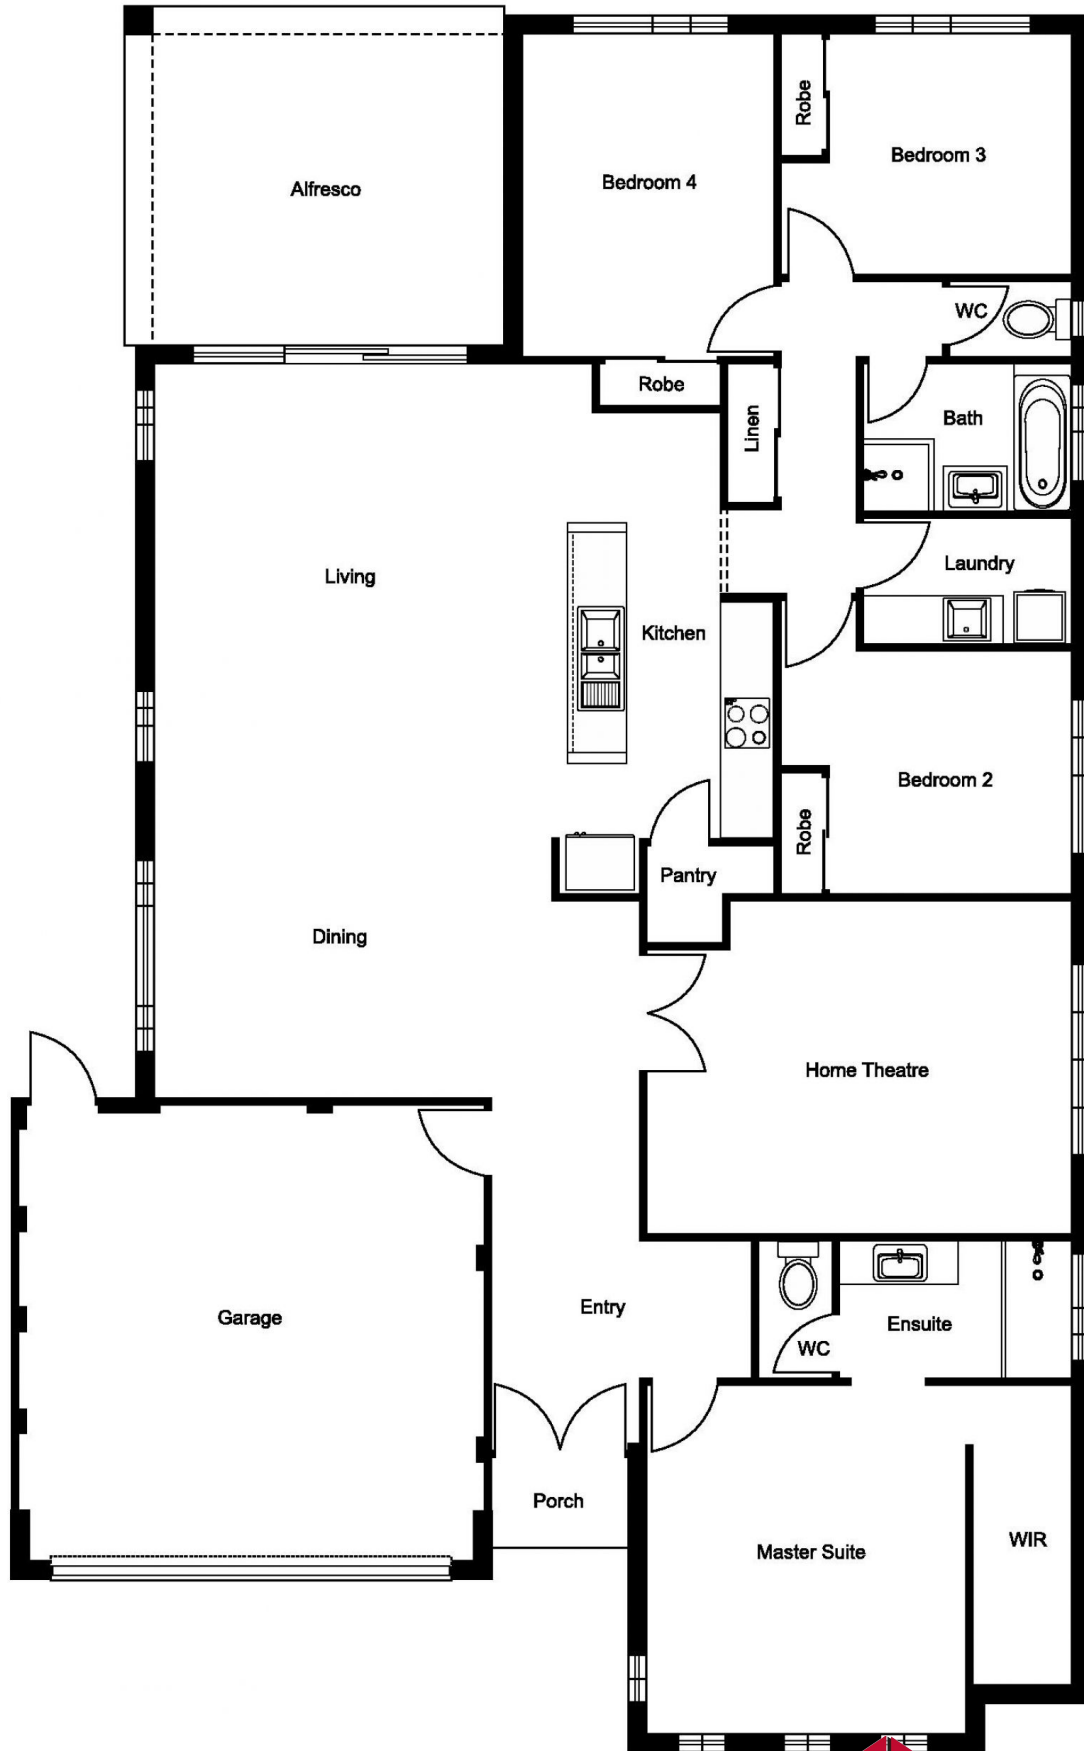 Robe
Bedroom 3
Bedroom 4
Alfresco
WC
Robe
Linen
Bath
Laundry
Living
Kitchen
Bedroom 2
Robe
Pantry
Dining
Home Theatre
Entry
Garage
Ensuite
WC
Porch
Master Suite
WIR